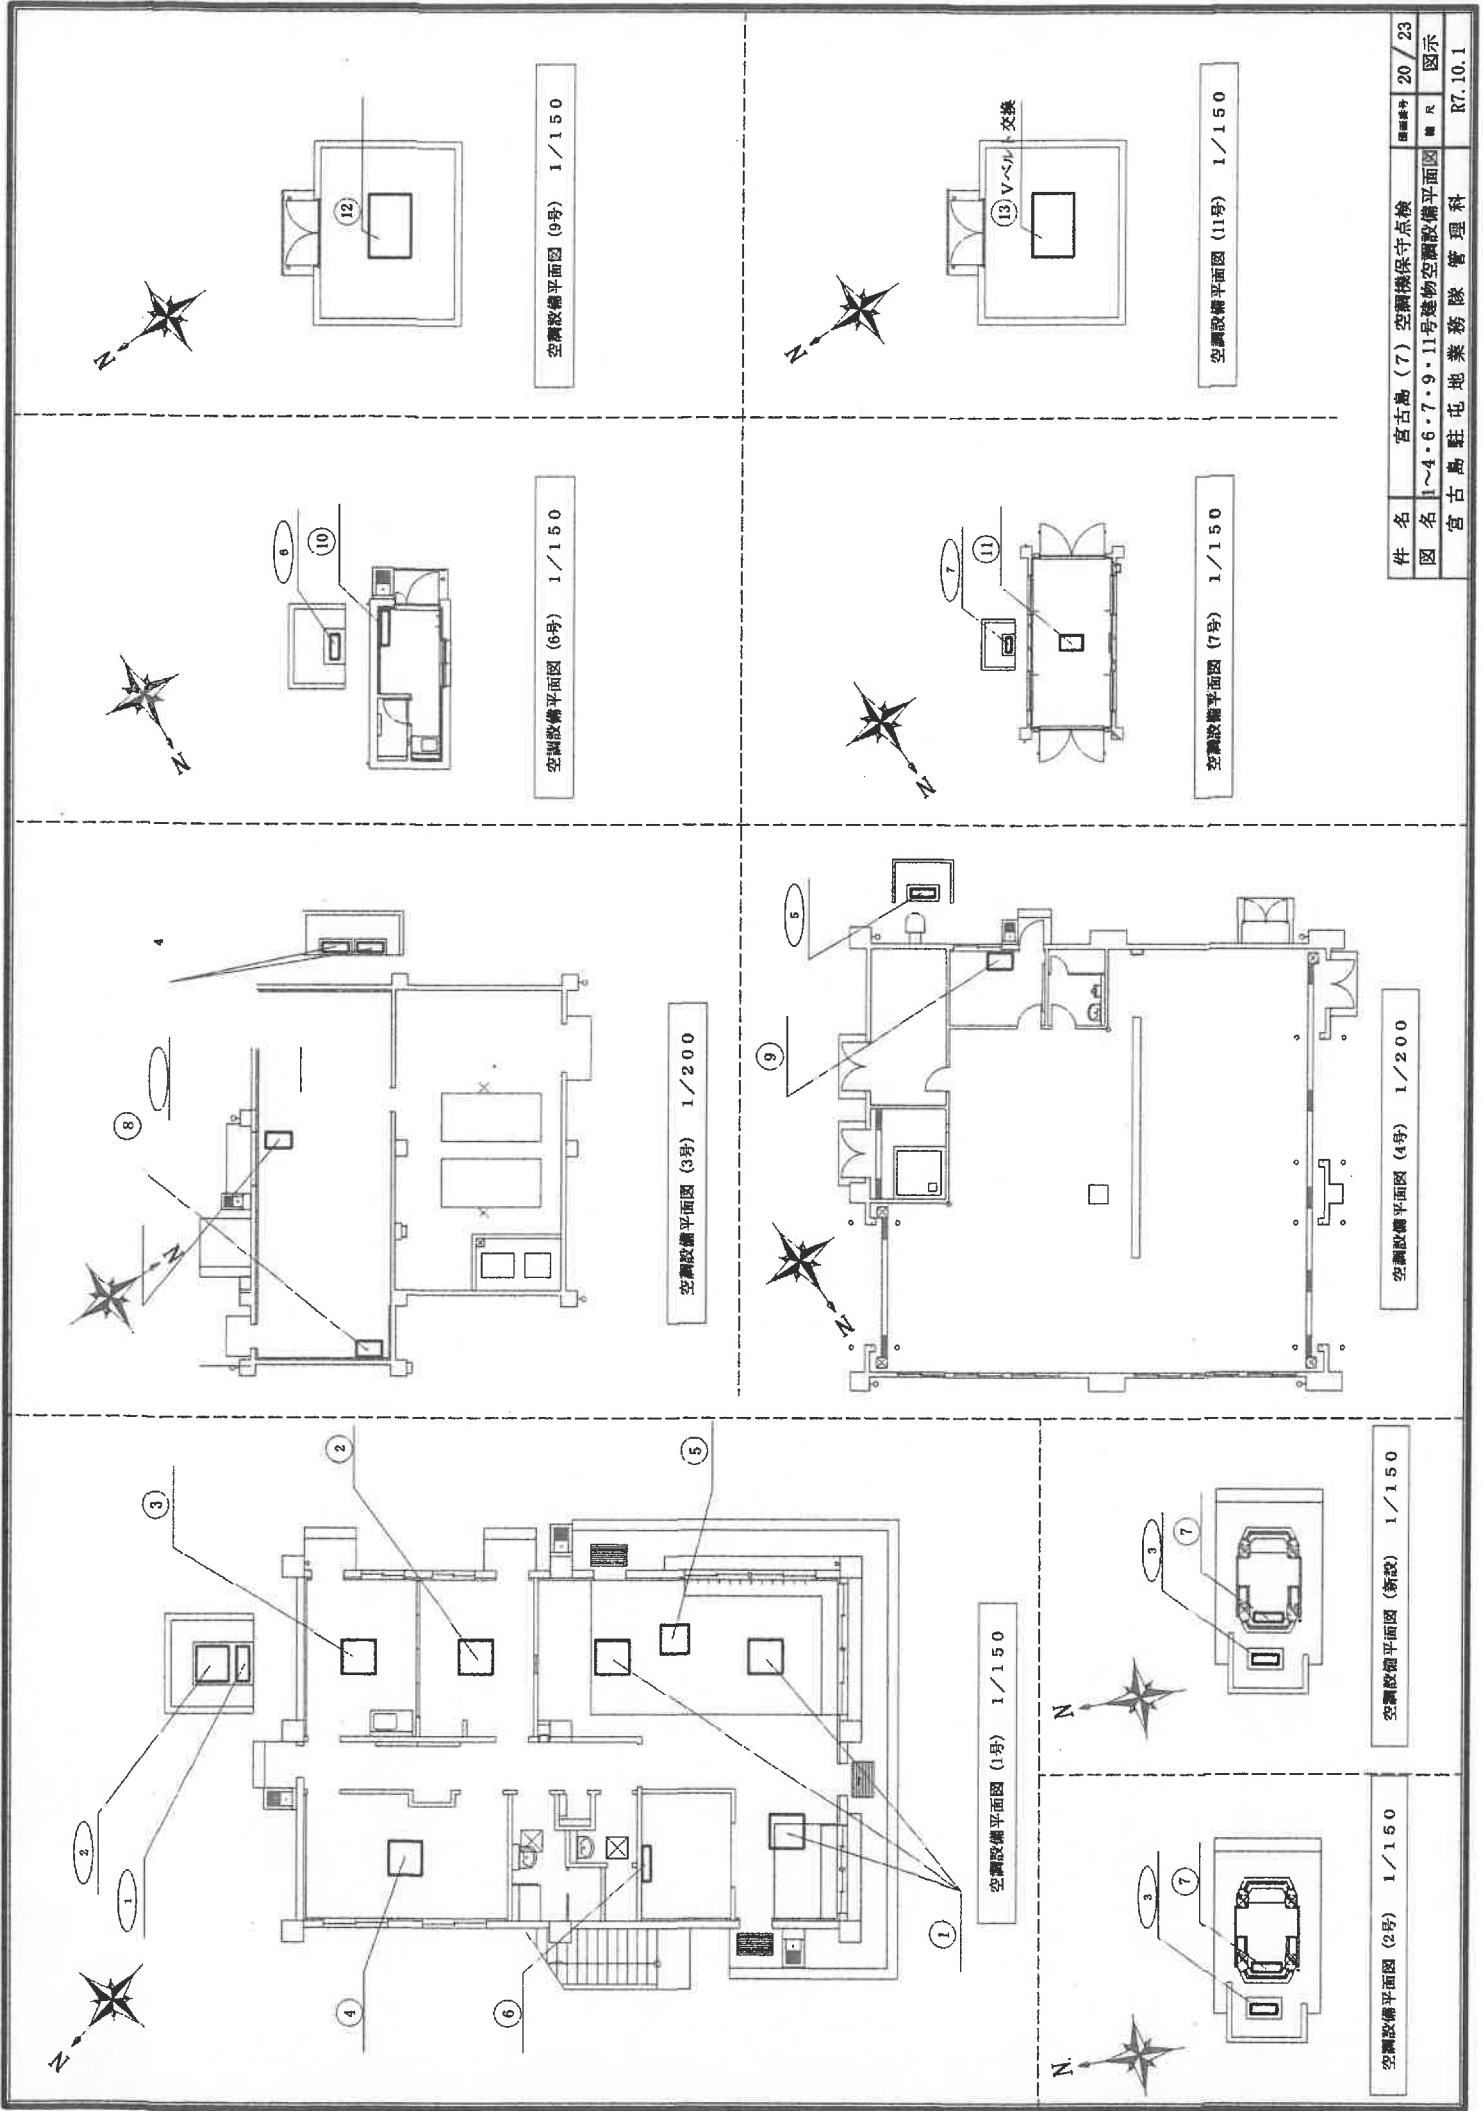 N
2
1
3
2
4
6
5
1
空調設備平面図 (1号) 1/150
N
3
7
空調設備平面図 (2号) 1/150
N
3
7
空調設備平面図 (新設) 1/150
N
8
4
空調設備平面図 (3号) 1/200
N
9
5
空調設備平面図 (4号) 1/200
N
6
10
空調設備平面図 (6号) 1/150
N
7
11
空調設備平面図 (7号) 1/150
N
12
空調設備平面図 (9号) 1/150
N
13 Vベルト交換
空調設備平面図 (11号) 1/150
件名 宮古島(7)空調機保守点検 図面番号 20/23
図名 1~4・6・7・9・11号建物空調設備平面図 縮尺 図示
宮古島駐屯地業務隊 管理科 R7.10.1